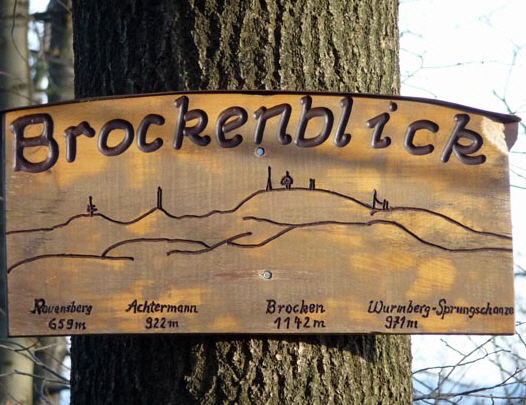 Brockenblick
Ravensberg Achtermann Brocken Wurmberg-Sprungschanze
659m 922m 1142m 971m